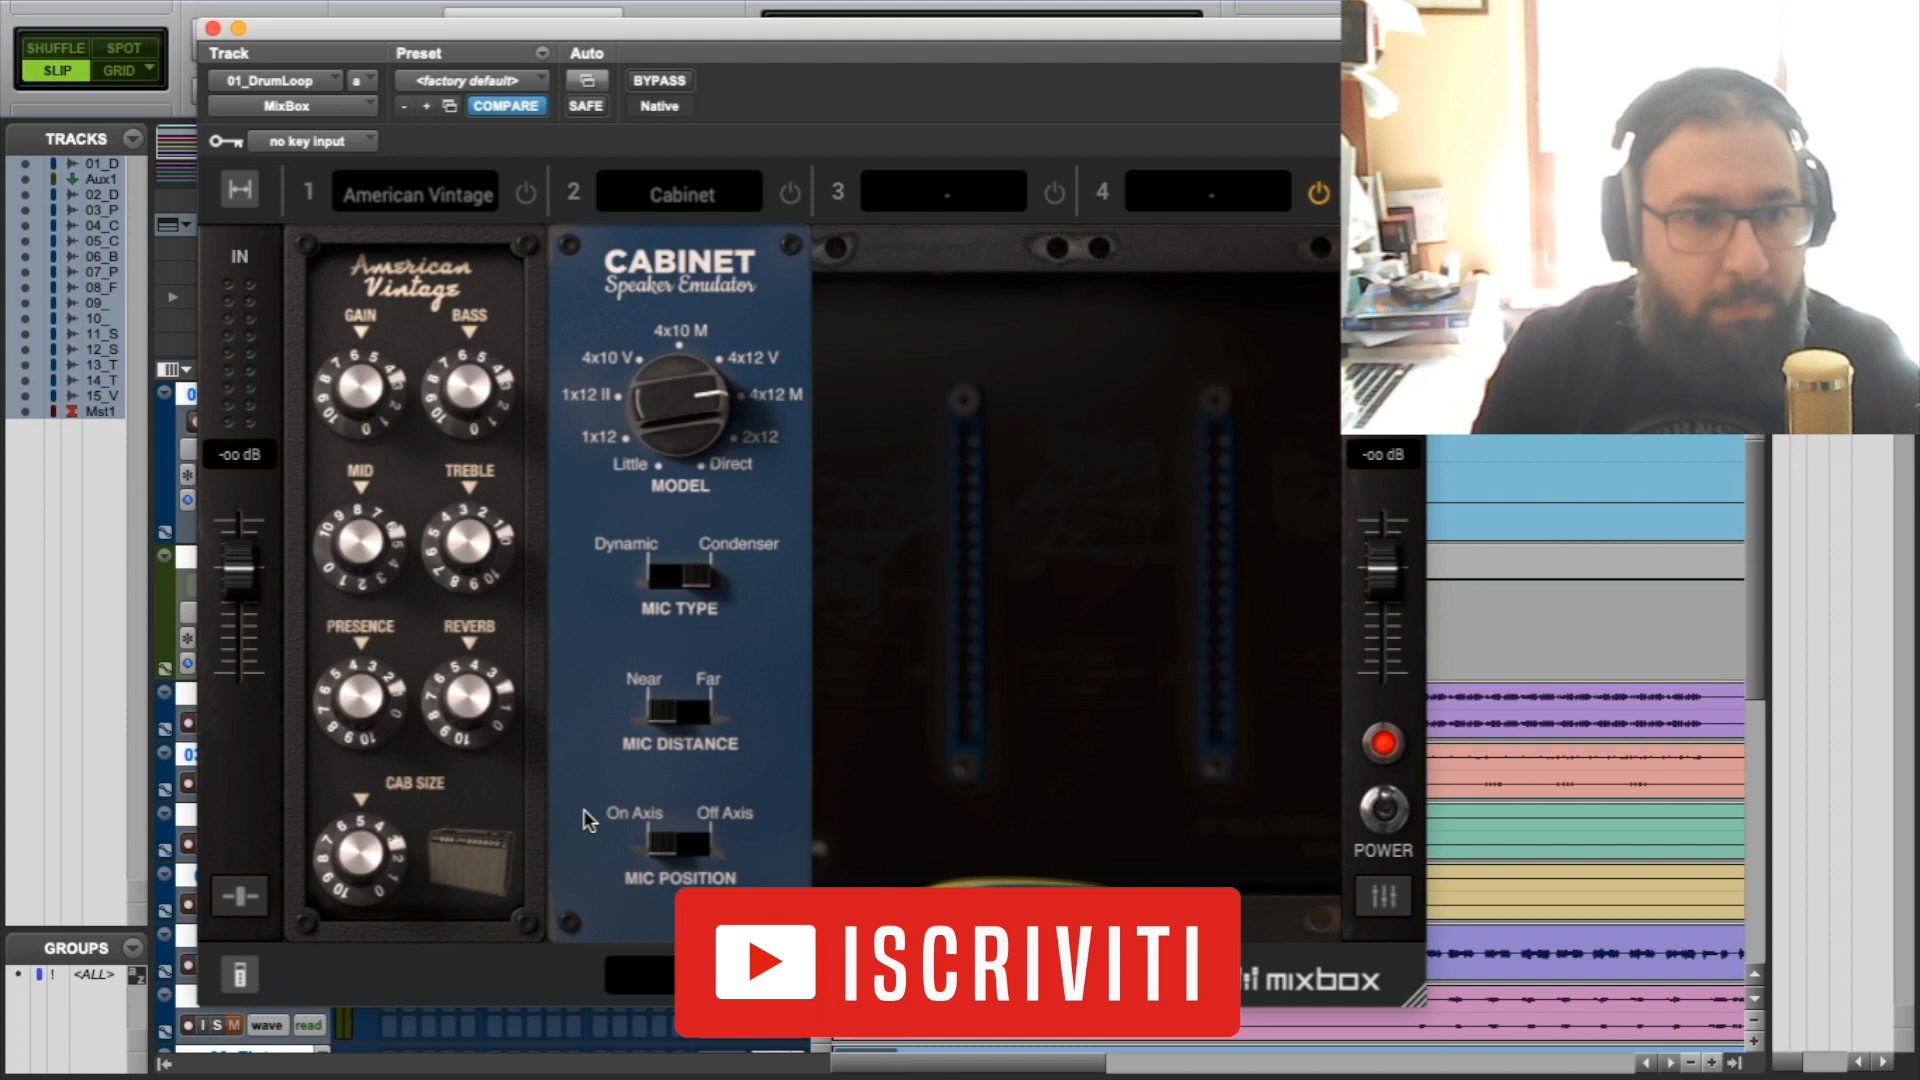 SHUFFLE SPOT
SLIP GRID
Track Preset Auto
01_DrumLoop a <factory default> BYPASS
MixBox - + COMPARE SAFE Native
no key input
TRACKS
01_D
Aux1
02_D
03_P
04_C
05_C
06_B
07_P
08_F
09_
10_
11_S
12_S
13_T
14_T
15_V
Mst1
1 American Vintage 2 Cabinet 3 - 4 -
IN
-oo dB
American
Vintage
GAIN BASS
MID TREBLE
PRESENCE REVERB
CAB SIZE
CABINET
Speaker Emulator
4x10 M
4x10 V 4x12 V
1x12 II 4x12 M
1x12 2x12
Little Direct
MODEL
Dynamic Condenser
MIC TYPE
Near Far
MIC DISTANCE
On Axis Off Axis
MIC POSITION
-oo dB
POWER
mixbox
ISCRIVITI
GROUPS
! <ALL> a z
I S M wave read